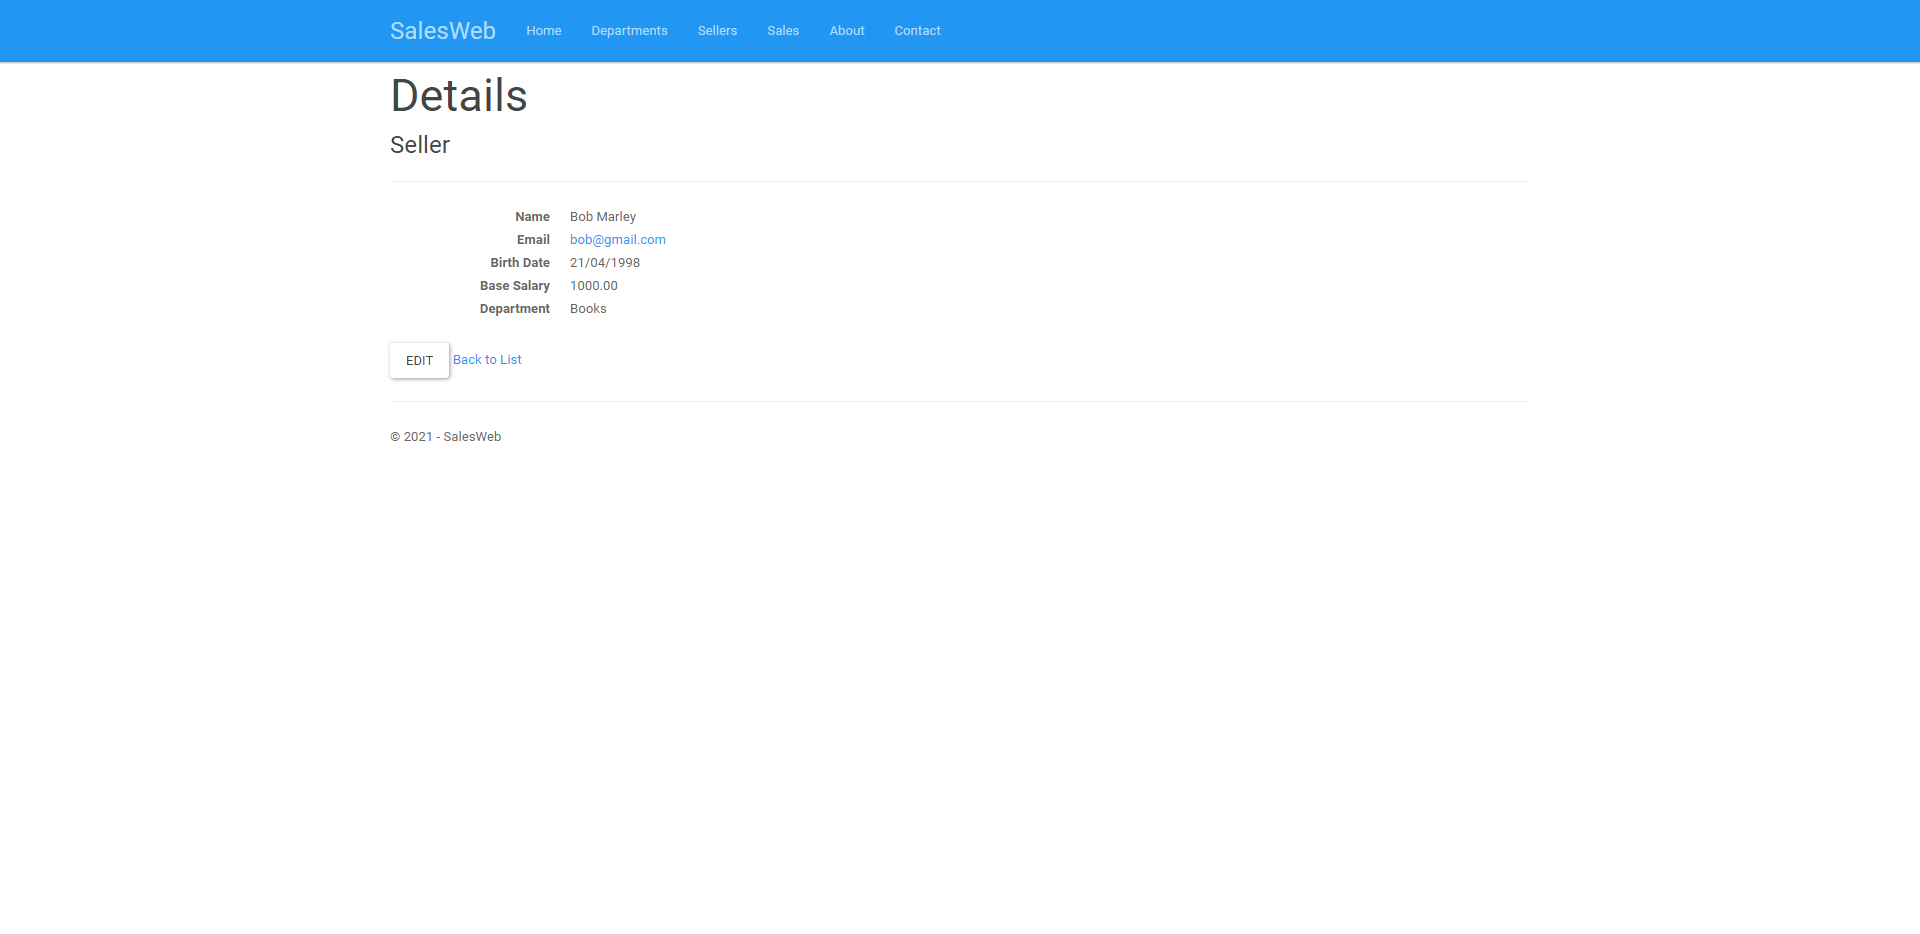 SalesWeb Home Departments Sellers Sales About Contact
Details
Seller
Name Bob Marley
Email bob@gmail.com
Birth Date 21/04/1998
Base Salary 1000.00
Department Books
EDIT Back to List
© 2021 - SalesWeb